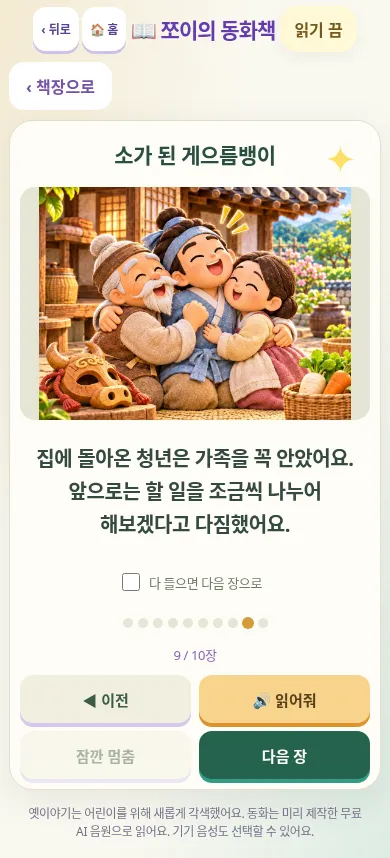 ‹ 뒤로
🏠 홈
📖 쪼이의 동화책
읽기 끔
‹ 책장으로
소가 된 게으름뱅이
집에 돌아온 청년은 가족을 꼭 안았어요.
앞으로는 할 일을 조금씩 나누어
해보겠다고 다짐했어요.
다 들으면 다음 장으로
9 / 10장
◀ 이전
🔊 읽어줘
잠깐 멈춤
다음 장
옛이야기는 어린이를 위해 새롭게 각색했어요. 동화는 미리 제작한 무료
AI 음원으로 읽어요. 기기 음성도 선택할 수 있어요.